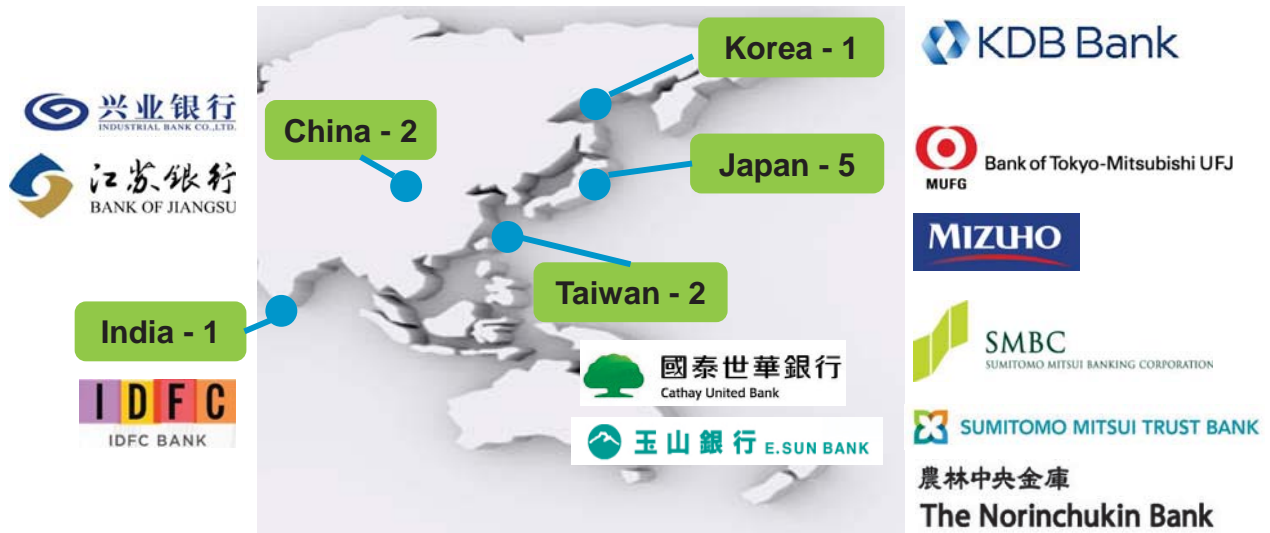 Korea - 1
KDB Bank
兴业银行
INDUSTRIAL BANK CO.,LTD.
China - 2
江苏银行
BANK OF JIANGSU
Japan - 5
MUFG
Bank of Tokyo-Mitsubishi UFJ
MIZUHO
Taiwan - 2
India - 1
SMBC
SUMITOMO MITSUI BANKING CORPORATION
國泰世華銀行
Cathay United Bank
IDFC
IDFC BANK
玉山銀行 E.SUN BANK
SUMITOMO MITSUI TRUST BANK
農林中央金庫
The Norinchukin Bank